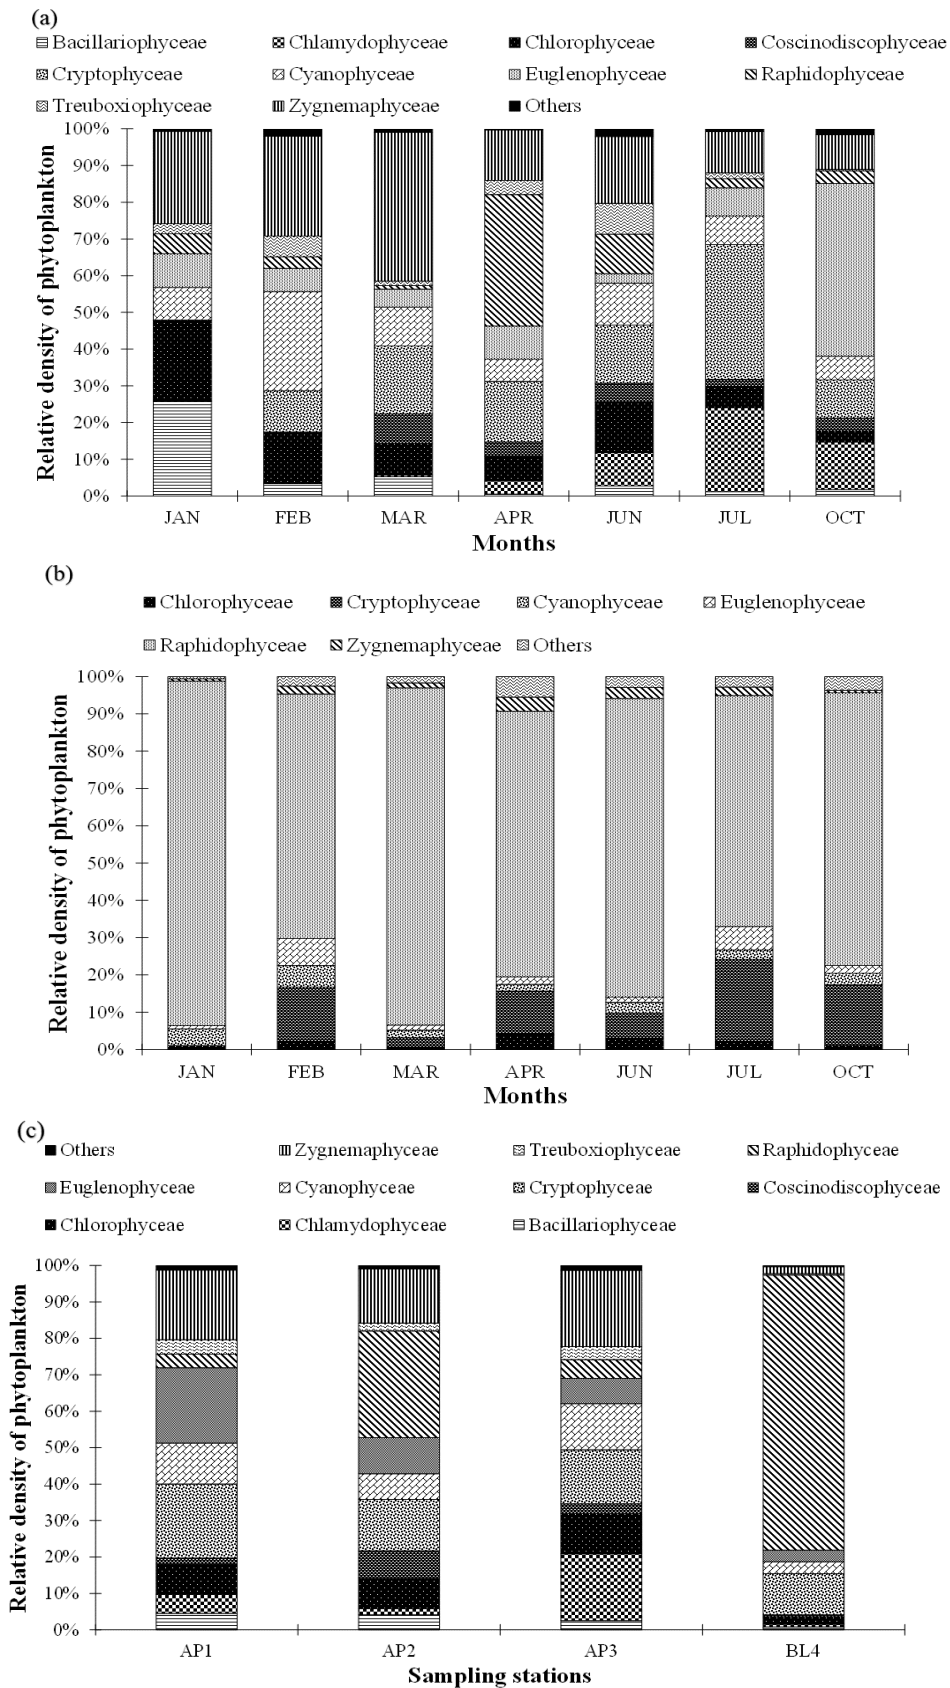 (a)
Bacillariophyceae Chlamydophyceae Chlorophyceae Coscinodiscophyceae
Cryptophyceae Cyanophyceae Euglenophyceae Raphidophyceae
Treuboxiophyceae Zygnemaphyceae Others
100%
90%
80%
70%
60%
50%
40%
30%
20%
10%
0%
Relative density of phytoplankton
JAN FEB MAR APR JUN JUL OCT
Months
(b)
Chlorophyceae Cryptophyceae Cyanophyceae Euglenophyceae
Raphidophyceae Zygnemaphyceae Others
100%
90%
80%
70%
60%
50%
40%
30%
20%
10%
0%
Relative density of phytoplankton
JAN FEB MAR APR JUN JUL OCT
Months
(c)
Others Zygnemaphyceae Treuboxiophyceae Raphidophyceae
Euglenophyceae Cyanophyceae Cryptophyceae Coscinodiscophyceae
Chlorophyceae Chlamydophyceae Bacillariophyceae
100%
90%
80%
70%
60%
50%
40%
30%
20%
10%
0%
Relative density of phytoplankton
AP1 AP2 AP3 BL4
Sampling stations